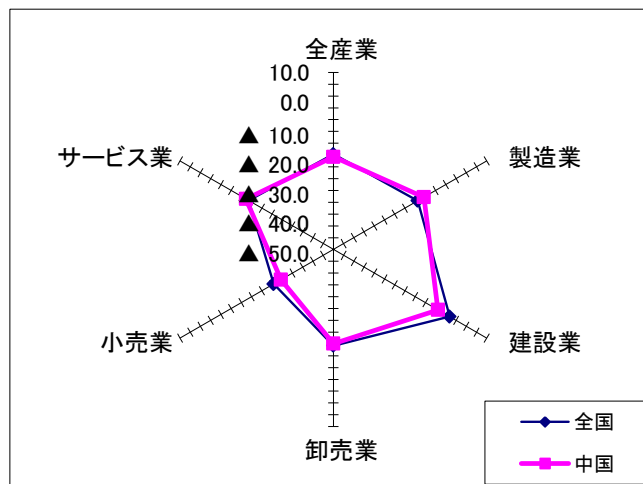 全産業
10.0
0.0
▲ 10.0
▲ 20.0
▲ 30.0
▲ 40.0
▲ 50.0
サービス業
製造業
小売業
建設業
卸売業
全国
中国